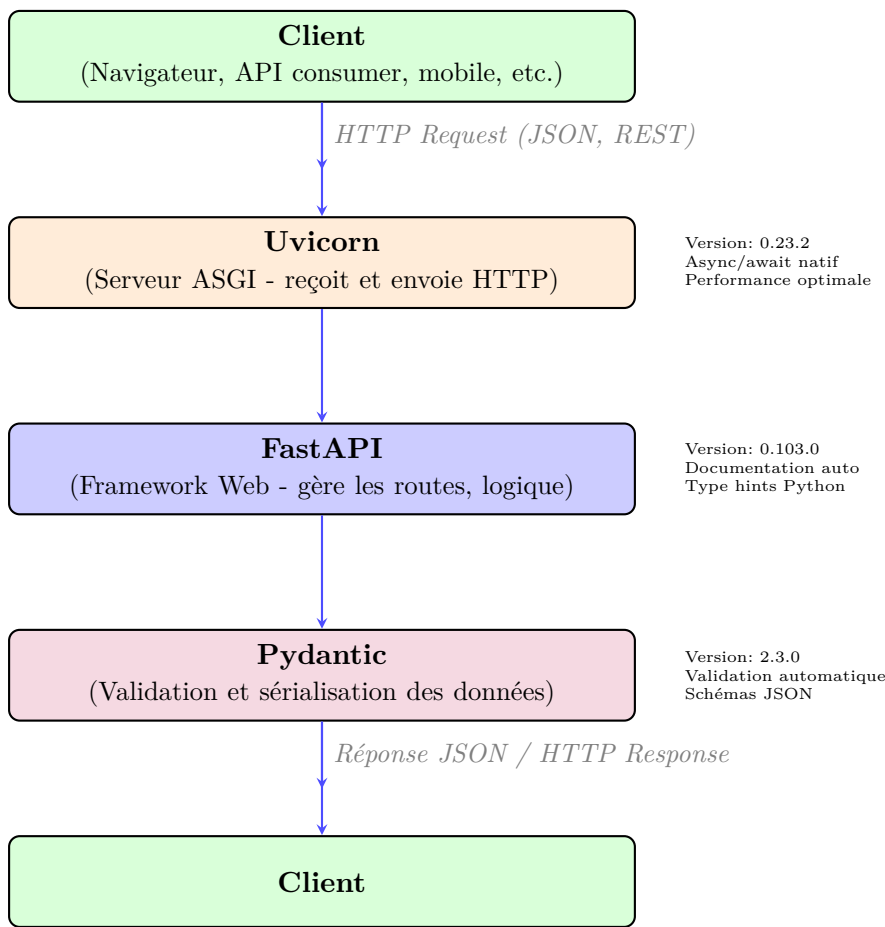 Client
(Navigateur, API consumer, mobile, etc.)
HTTP Request (JSON, REST)
Uvicorn
(Serveur ASGI - reçoit et envoie HTTP)
Version: 0.23.2
Async/await natif
Performance optimale
FastAPI
(Framework Web - gère les routes, logique)
Version: 0.103.0
Documentation auto
Type hints Python
Pydantic
(Validation et sérialisation des données)
Version: 2.3.0
Validation automatique
Schémas JSON
Réponse JSON / HTTP Response
Client